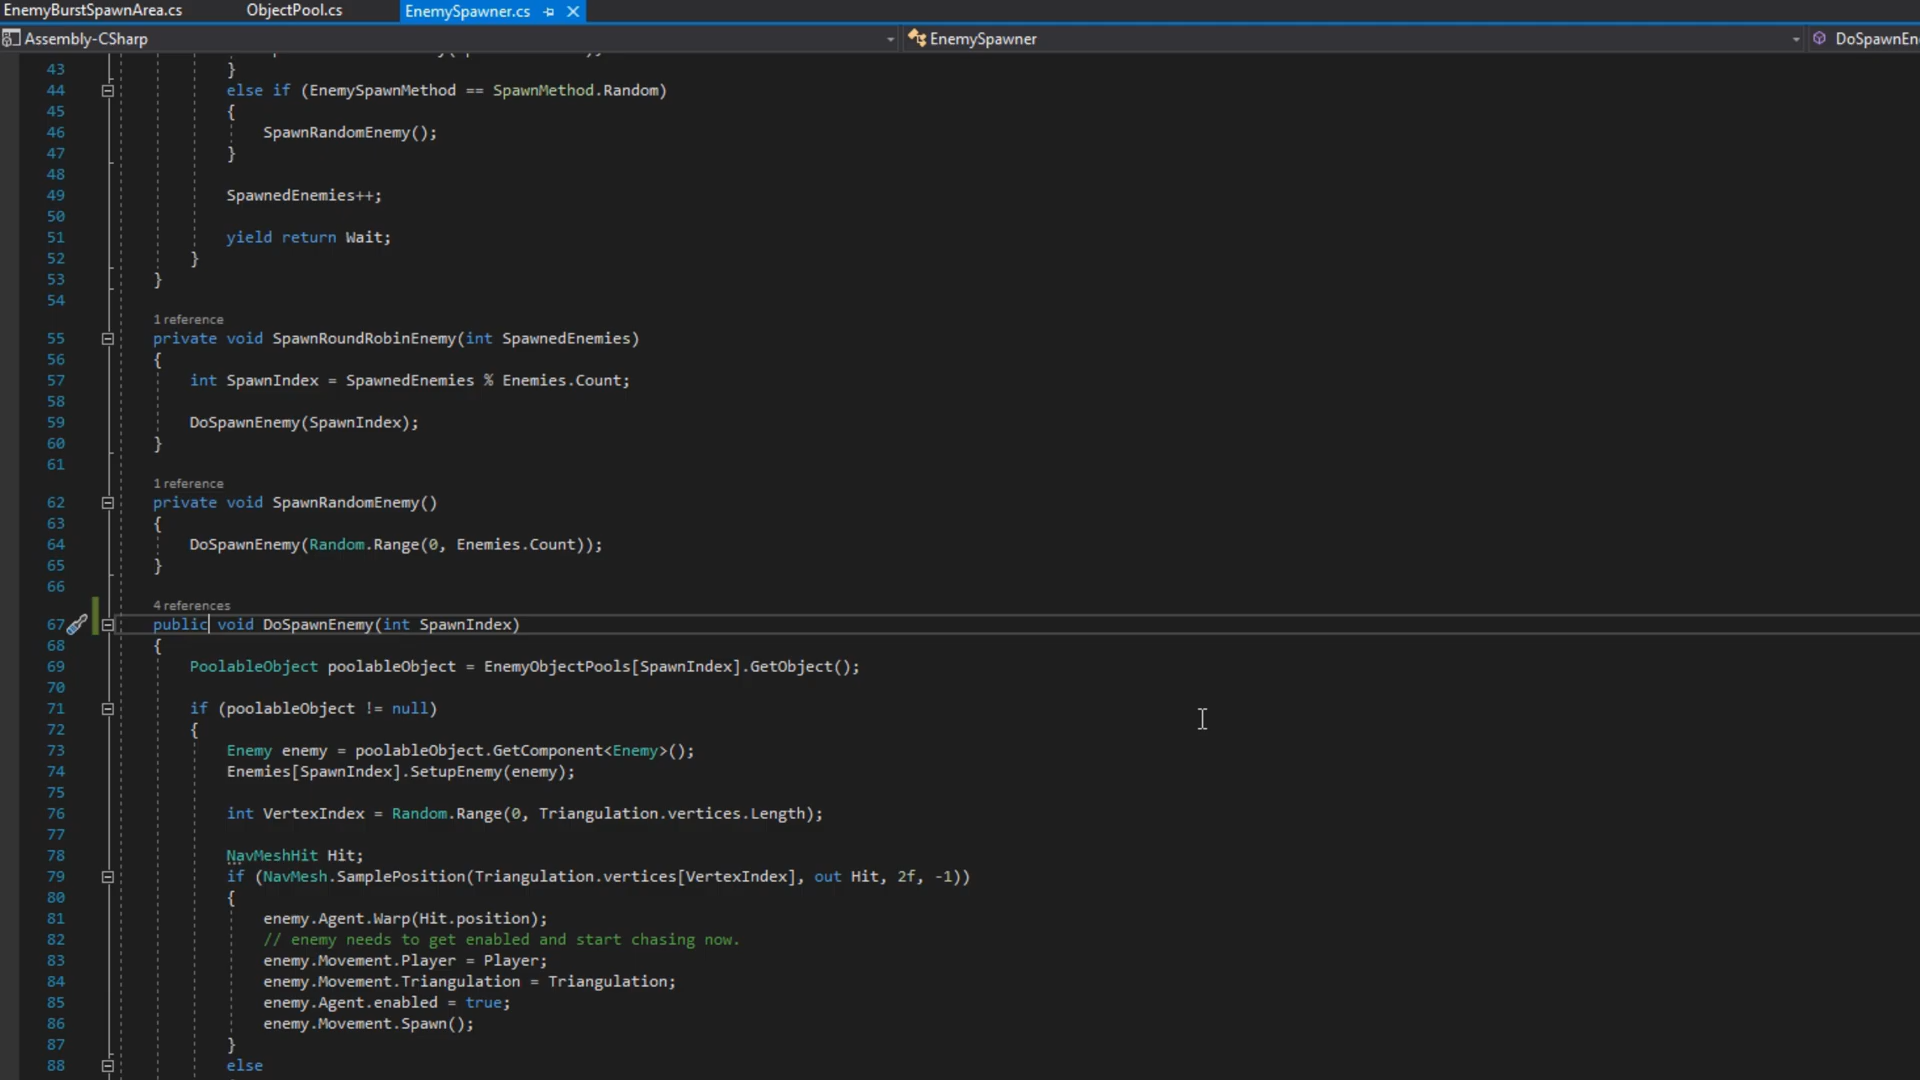 EnemyBurstSpawnArea.cs ObjectPool.cs EnemySpawner.cs
Assembly-CSharp EnemySpawner DoSpawnEn
43 }
44 else if (EnemySpawnMethod == SpawnMethod.Random)
45 {
46 SpawnRandomEnemy();
47 }
48
49 SpawnedEnemies++;
50
51 yield return Wait;
52 }
53 }
54
1 reference
55 private void SpawnRoundRobinEnemy(int SpawnedEnemies)
56 {
57 int SpawnIndex = SpawnedEnemies % Enemies.Count;
58
59 DoSpawnEnemy(SpawnIndex);
60 }
61
1 reference
62 private void SpawnRandomEnemy()
63 {
64 DoSpawnEnemy(Random.Range(0, Enemies.Count));
65 }
66
4 references
67 public void DoSpawnEnemy(int SpawnIndex)
68 {
69 PoolableObject poolableObject = EnemyObjectPools[SpawnIndex].GetObject();
70
71 if (poolableObject != null)
72 {
73 Enemy enemy = poolableObject.GetComponent<Enemy>();
74 Enemies[SpawnIndex].SetupEnemy(enemy);
75
76 int VertexIndex = Random.Range(0, Triangulation.vertices.Length);
77
78 NavMeshHit Hit;
79 if (NavMesh.SamplePosition(Triangulation.vertices[VertexIndex], out Hit, 2f, -1))
80 {
81 enemy.Agent.Warp(Hit.position);
82 // enemy needs to get enabled and start chasing now.
83 enemy.Movement.Player = Player;
84 enemy.Movement.Triangulation = Triangulation;
85 enemy.Agent.enabled = true;
86 enemy.Movement.Spawn();
87 }
88 else